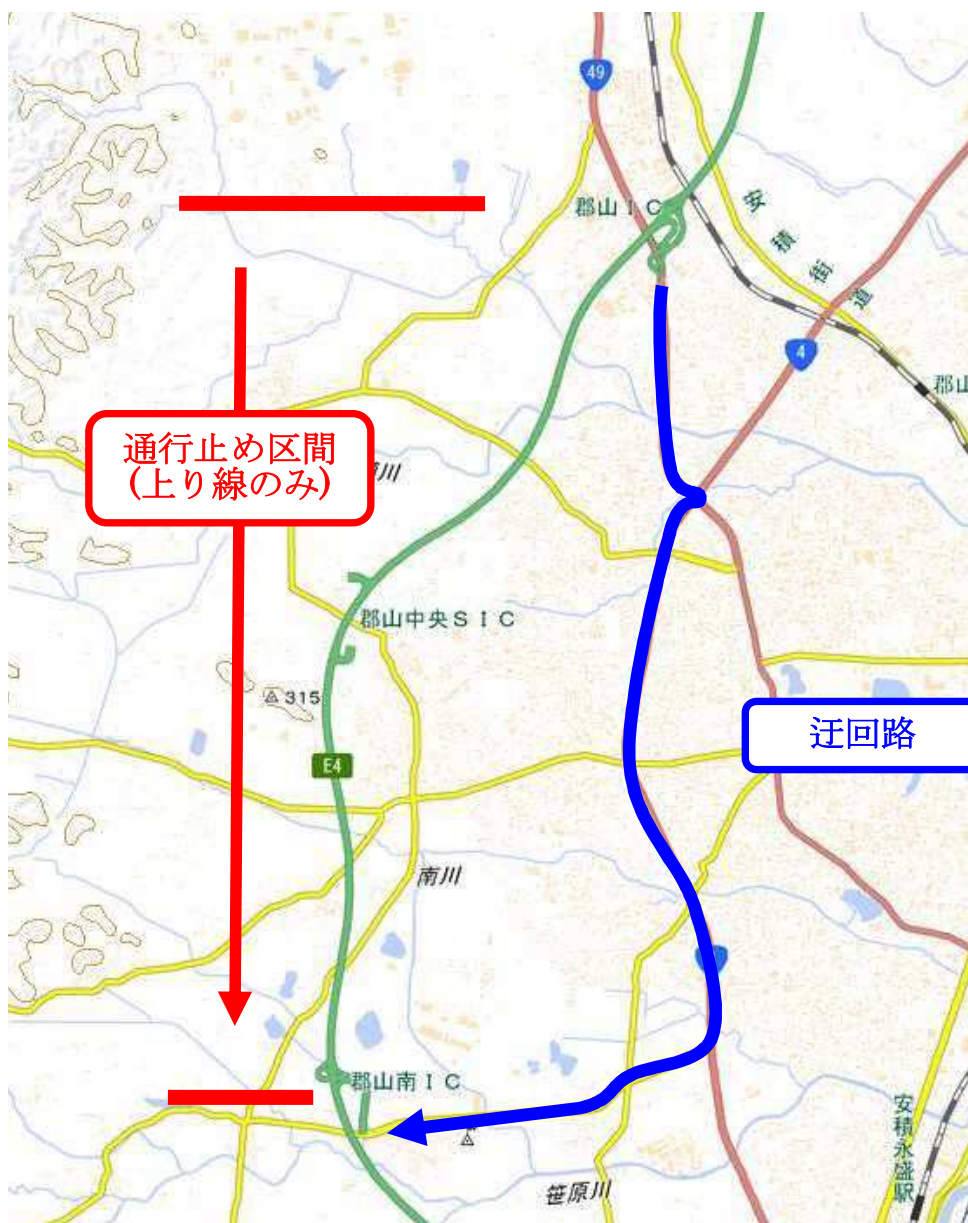 49
郡山IC
安積街道
4
郡山
通行止め区間
(上り線のみ)
川
郡山中央SIC
315
迂回路
E4
南川
郡山南IC
安積永盛駅
笹原川